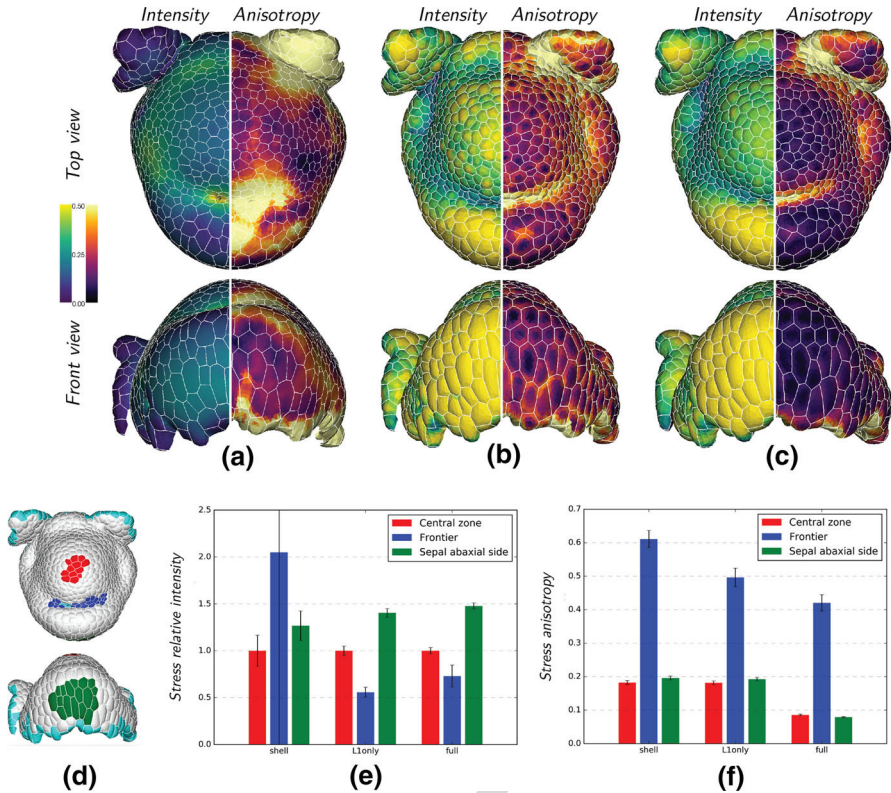 Intensity Anisotropy
Intensity Anisotropy
Intensity Anisotropy
Top view
0.50
0.25
0.00
Front view
(a)
(b)
(c)
(d)
2.5
2.0
1.5
1.0
0.5
0.0
Stress relative intensity
Central zone
Frontier
Sepal abaxial side
shell
L1only
full
(e)
0.7
0.6
0.5
0.4
0.3
0.2
0.1
0.0
Stress anisotropy
Central zone
Frontier
Sepal abaxial side
shell
L1only
full
(f)